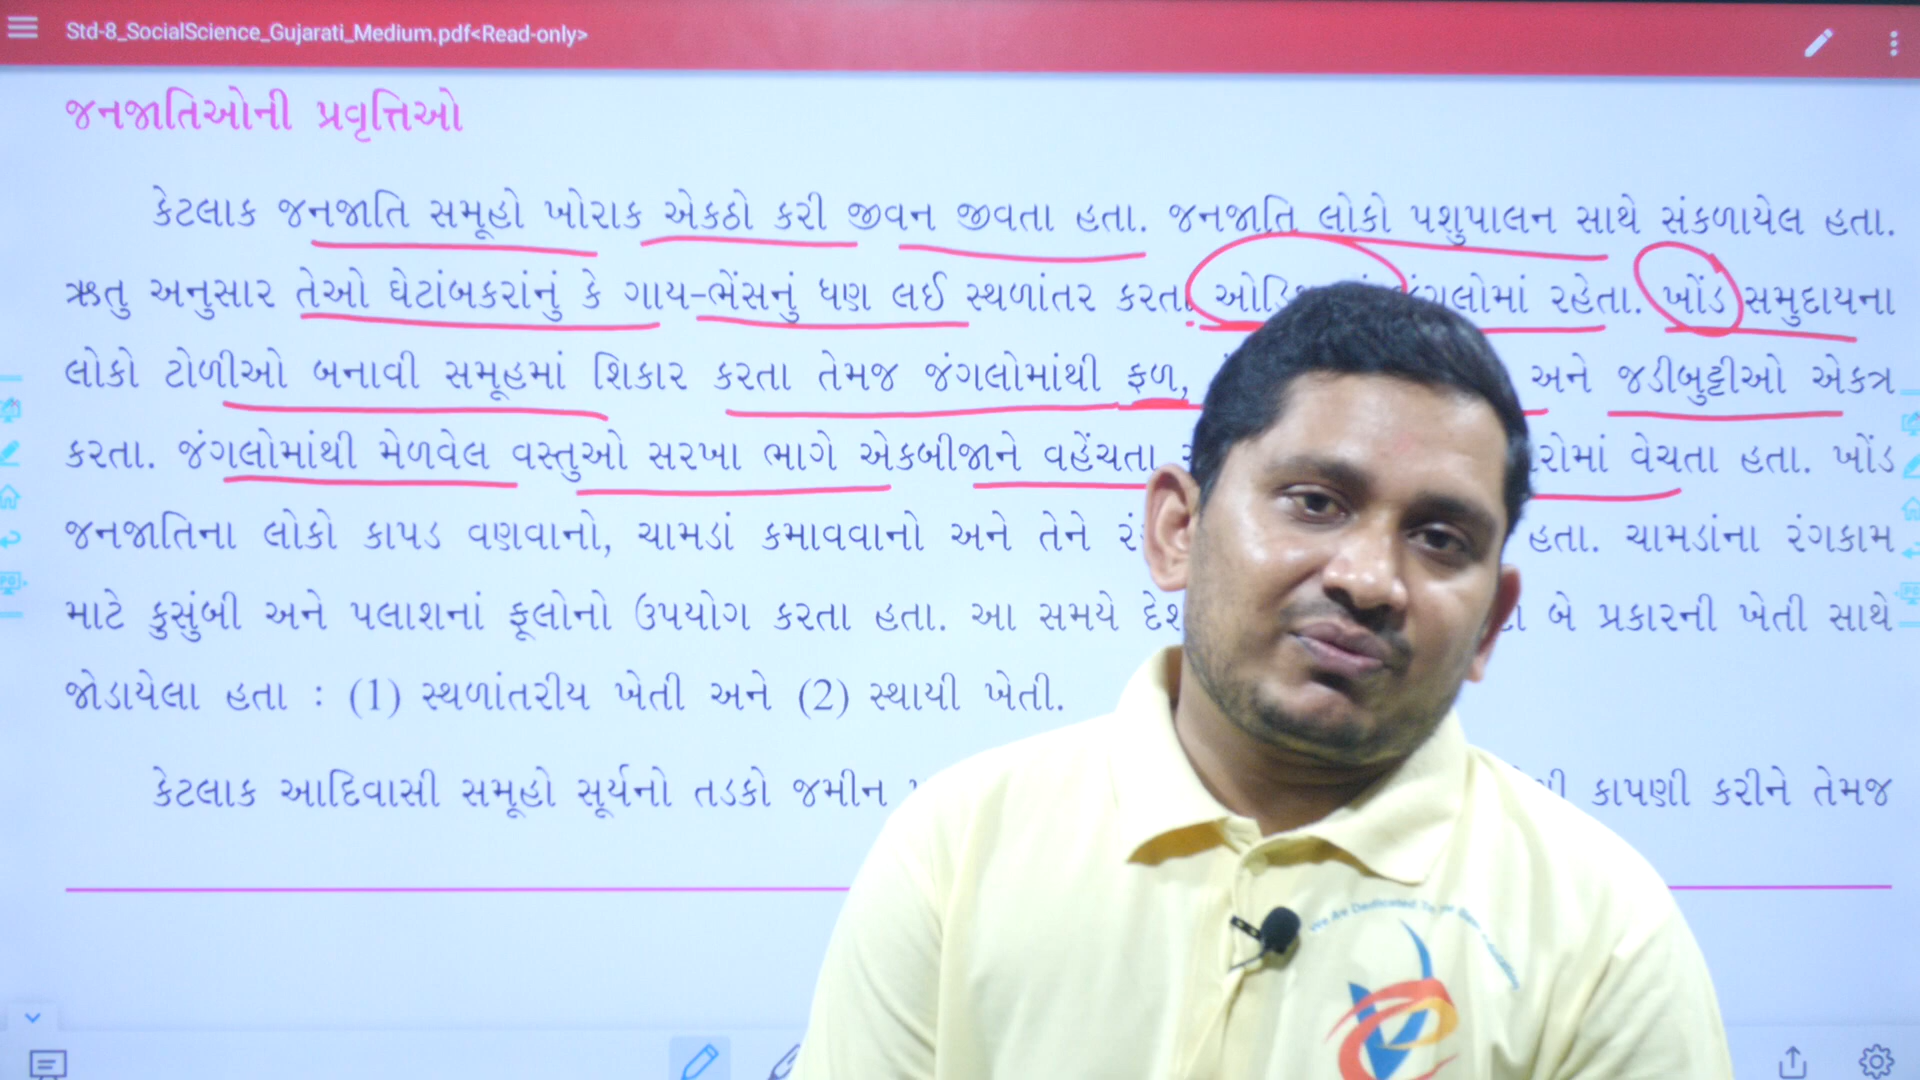 Std-8_SocialScience_Gujarati_Medium.pdf<Read-only>
જનજાતિઓની પ્રવૃત્તિઓ
કેટલાક જનજાતિ સમૂહો ખોરાક એકઠો કરી જીવન જીવતા હતા. જનજાતિ લોકો પશુપાલન સાથે સંકળાયેલ હતા.
ઋતુ અનુસાર તેઓ ઘેટાંબકરાંનું કે ગાય-ભેંસનું ધણ લઈ સ્થળાંતર કરતા. રહેતા. ખોંડ સમુદાયના
લોકો ટોળીઓ બનાવી સમૂહમાં શિકાર કરતા તેમજ જંગલોમાંથી ફળ, અને જડીબુટ્ટીઓ એકત્ર
કરતા. જંગલોમાંથી મેળવેલ વસ્તુઓ સરખા ભાગે એકબીજાને વહેંચતા વેચતા હતા. ખોંડ
જનજાતિના લોકો કાપડ વણવાનો, ચામડાં કમાવવાનો અને તેને હતા. ચામડાંના રંગકામ
માટે કુસુંબી અને પલાશનાં ફૂલોનો ઉપયોગ કરતા હતા. આ સમયે બે પ્રકારની ખેતી સાથે
જોડાયેલા હતા : (1) સ્થળાંતરીય ખેતી અને (2) સ્થાયી ખેતી.
કેટલાક આદિવાસી સમૂહો સૂર્યનો તડકો જમીન કાપણી કરીને તેમજ
We Are Dedicated